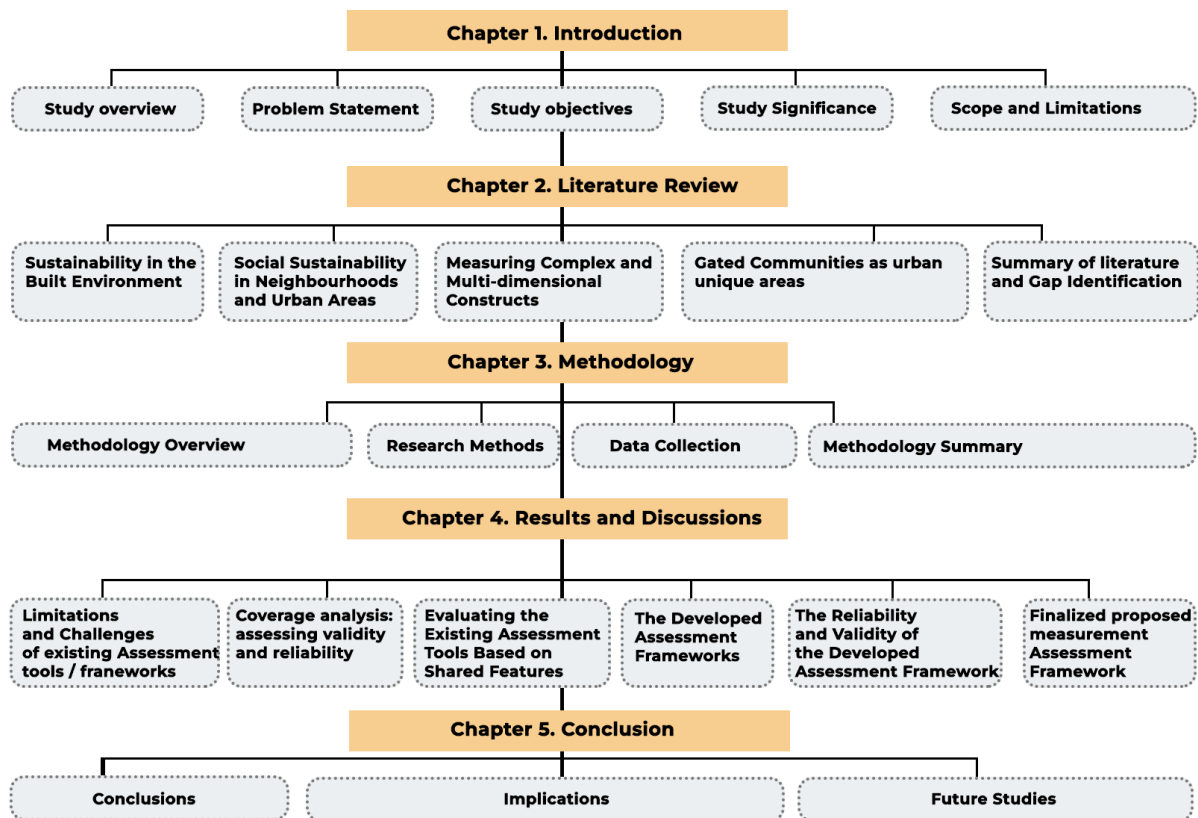 Chapter 1. Introduction
Study overview
Problem Statement
Study objectives
Study Significance
Scope and Limitations
Chapter 2. Literature Review
Sustainability in the
Built Environment
Social Sustainability
in Neighbourhoods
and Urban Areas
Measuring Complex and
Multi-dimensional
Constructs
Gated Communities as urban
unique areas
Summary of literature
and Gap Identification
Chapter 3. Methodology
Methodology Overview
Research Methods
Data Collection
Methodology Summary
Chapter 4. Results and Discussions
Limitations
and Challenges
of existing Assessment
tools / franeworks
Coverage analysis:
assessing validity
and reliability
Evaluating the
Existing Assessment
Tools Based on
Shared Features
The Developed
Assessment
Frameworks
The Reliability
and Validity of
the Developed
Assessment Framework
Finalized proposed
measurement
Assessment
Framework
Chapter 5. Conclusion
Conclusions
Implications
Future Studies